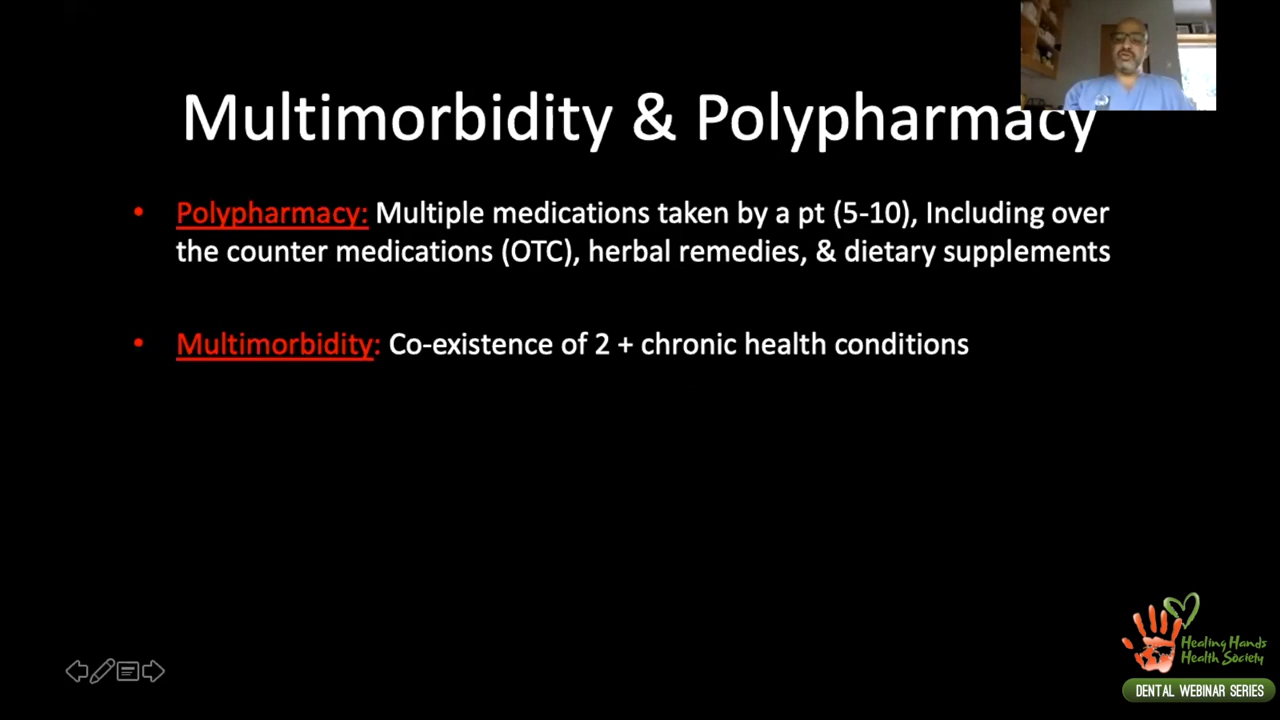 Multimorbidity & Polypharmacy
• Polypharmacy: Multiple medications taken by a pt (5-10), Including over
the counter medications (OTC), herbal remedies, & dietary supplements
• Multimorbidity: Co-existence of 2 + chronic health conditions
Healing Hands
Health Society
DENTAL WEBINAR SERIES